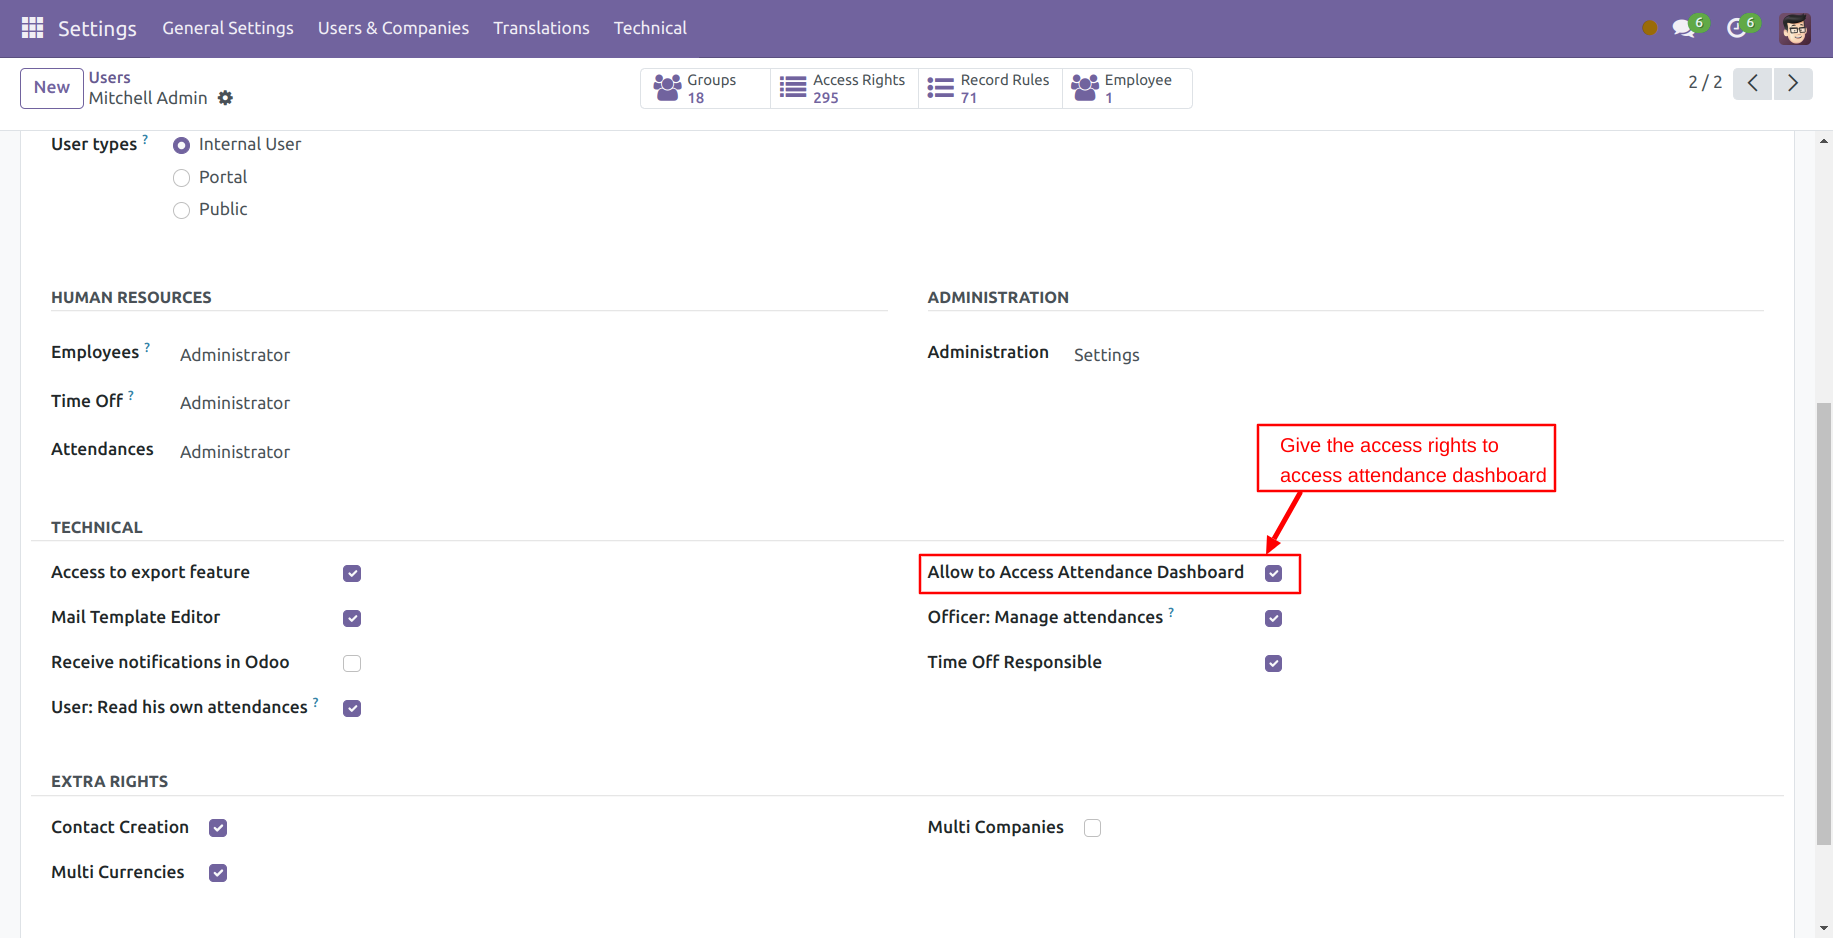 Settings General Settings Users & Companies Translations Technical 6 6
New Users
Mitchell Admin
Groups
18
Access Rights
295
Record Rules
71
Employee
1
2 / 2
User types ? Internal User
Portal
Public
HUMAN RESOURCES
Employees ? Administrator
Time Off ? Administrator
Attendances Administrator
ADMINISTRATION
Administration Settings
Give the access rights to
access attendance dashboard
TECHNICAL
Access to export feature
Allow to Access Attendance Dashboard
Mail Template Editor
Officer: Manage attendances ?
Receive notifications in Odoo
Time Off Responsible
User: Read his own attendances ?
EXTRA RIGHTS
Contact Creation
Multi Companies
Multi Currencies